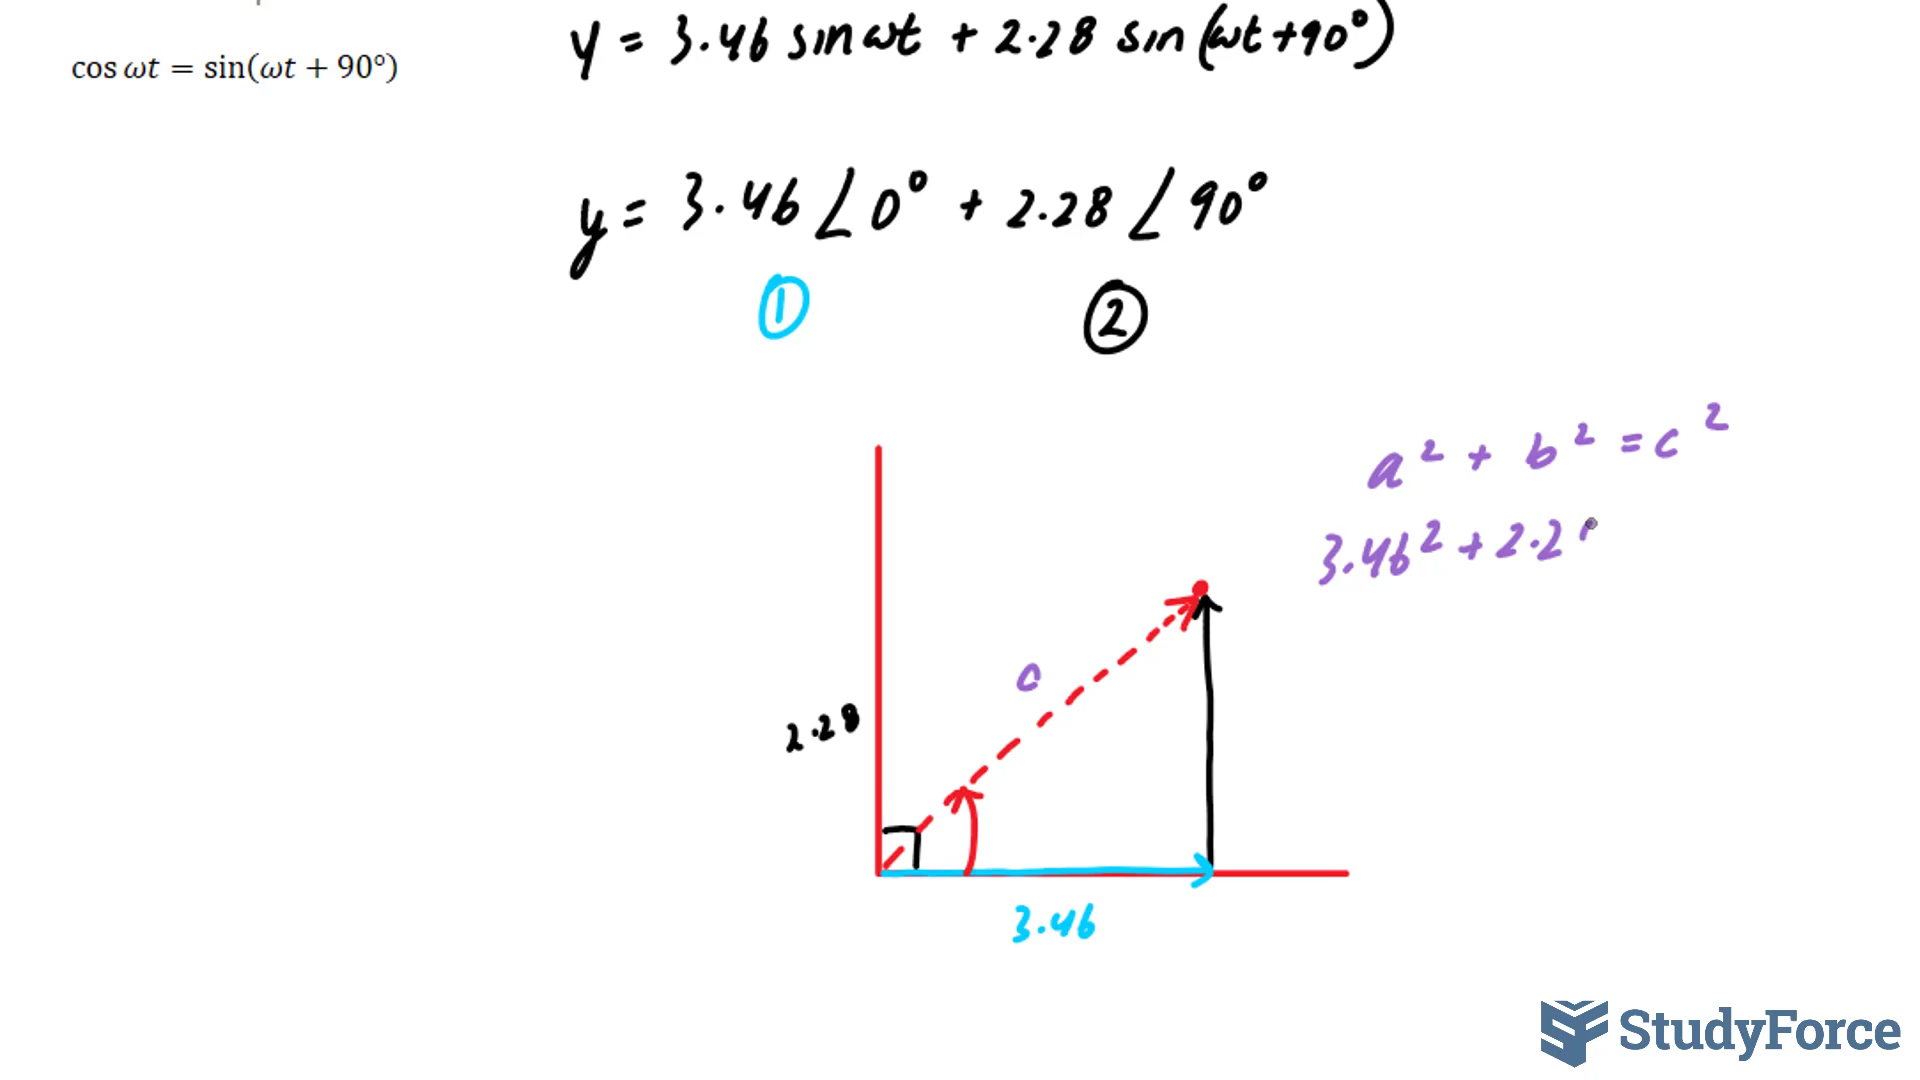 y = 3.46 sin ωt + 2.28 sin(ωt + 90°)
cos ωt = sin(ωt + 90°)
y = 3.46 ∠0° + 2.28 ∠90°
① ②
a² + b² = c²
3.46² + 2.2
c
2.28
3.46
StudyForce